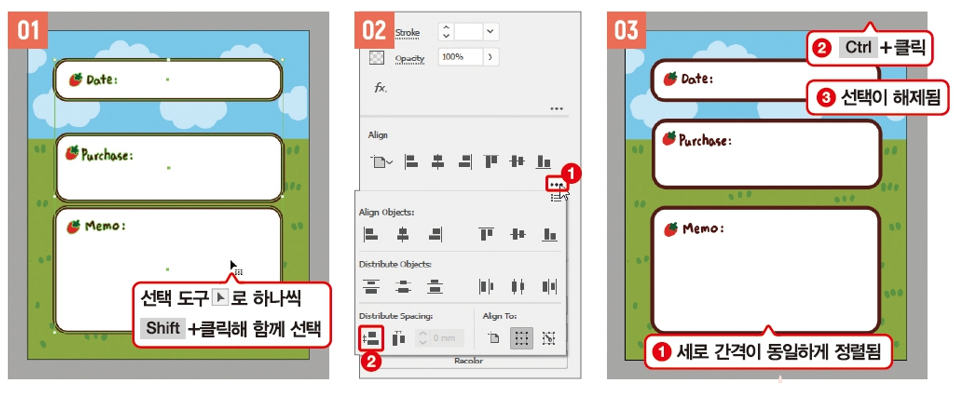 01
Date:
Purchase:
Memo:
선택 도구로 하나씩
Shift +클릭해 함께 선택
02
Stroke
Opacity 100%
fx.
Align
1
Align Objects:
Distribute Objects:
Distribute Spacing:
Align To:
0 mm
2
Recolor
03
2 Ctrl +클릭
Date:
3 선택이 해제됨
Purchase:
Memo:
1 세로 간격이 동일하게 정렬됨